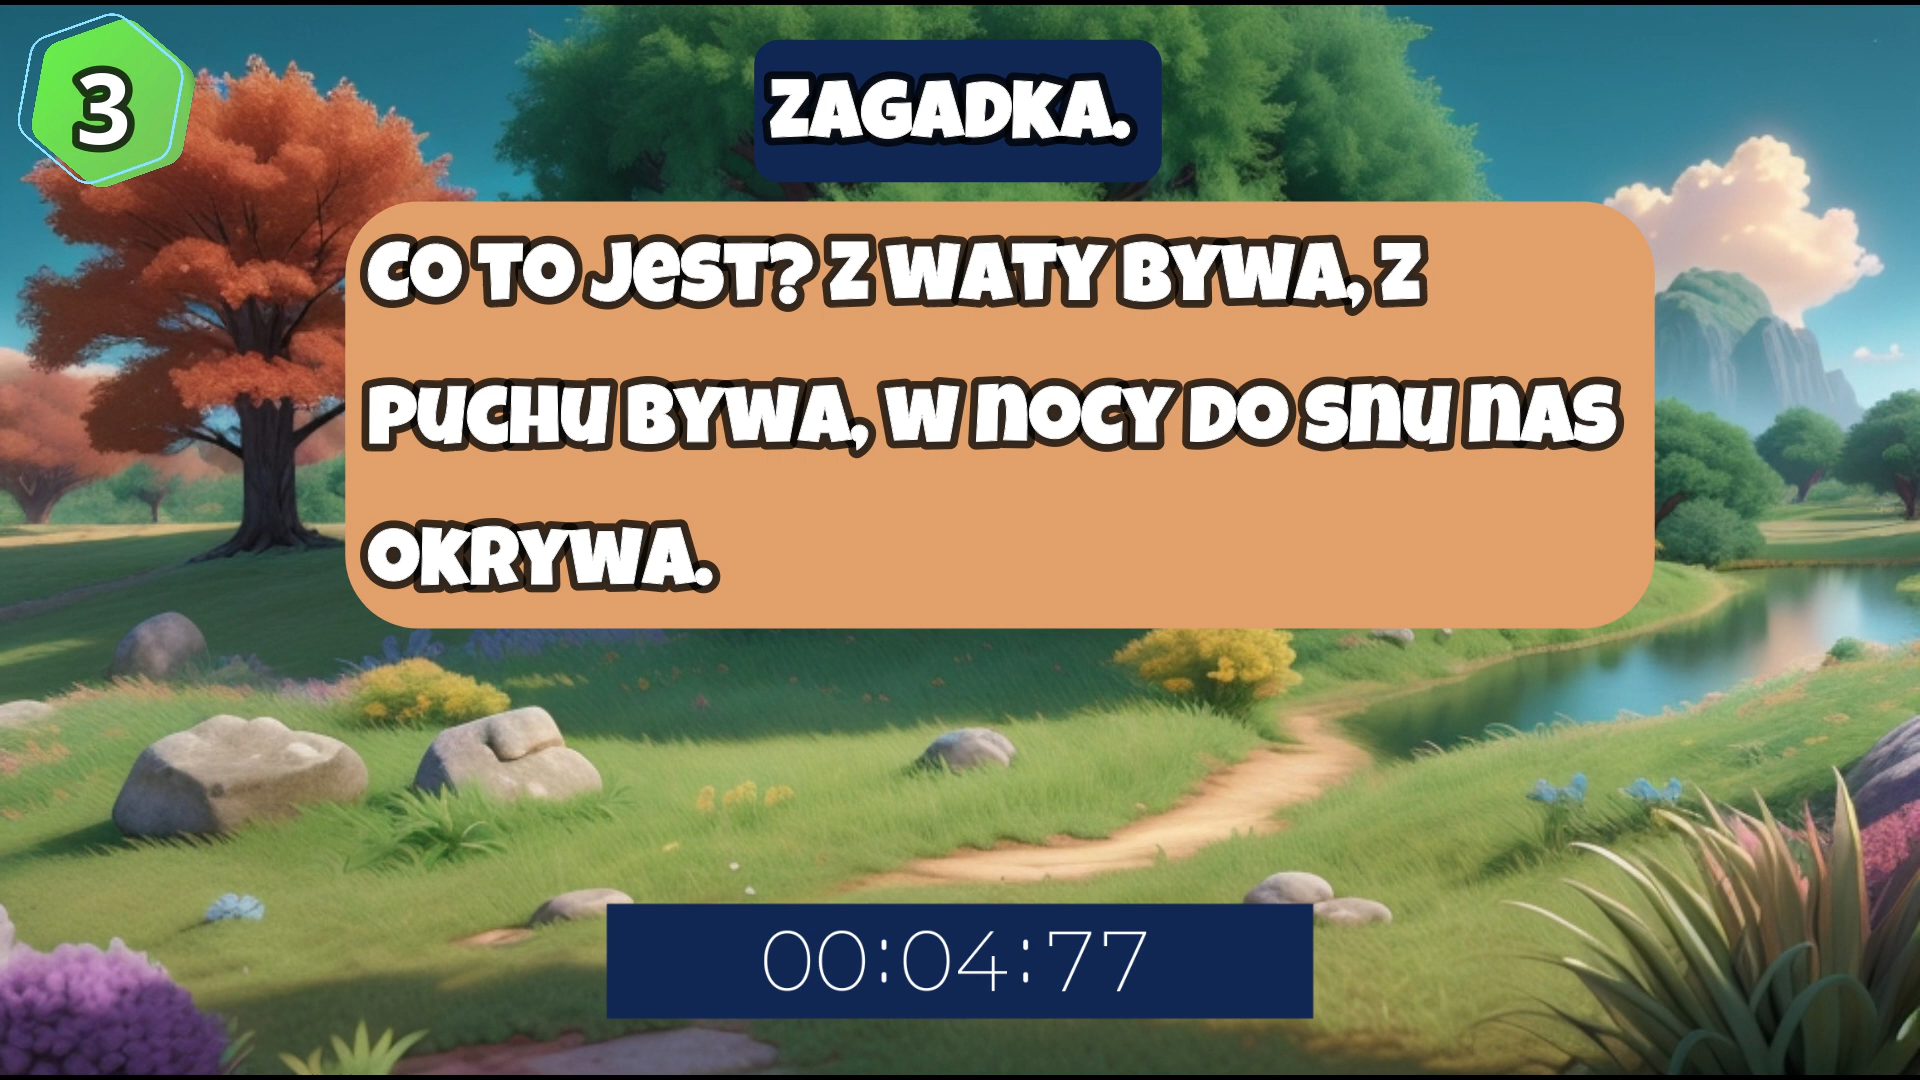 3
ZAGADKA.
CO TO JEST? Z WATY BYWA, Z
PUCHU BYWA, W NOCY DO SNU NAS
OKRYWA.
00:04:77